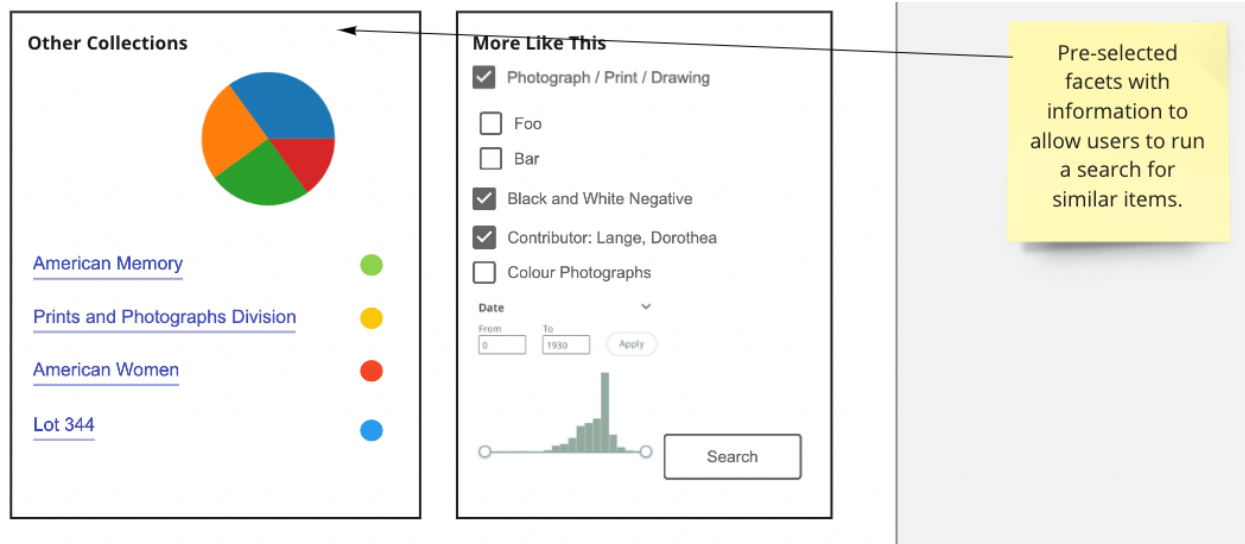 Other Collections
American Memory
Prints and Photographs Division
American Women
Lot 344
More Like This
Photograph / Print / Drawing
Foo
Bar
Black and White Negative
Contributor: Lange, Dorothea
Colour Photographs
Date
From To
0 1930 Apply
Search
Pre-selected
facets with
information to
allow users to run
a search for
similar items.